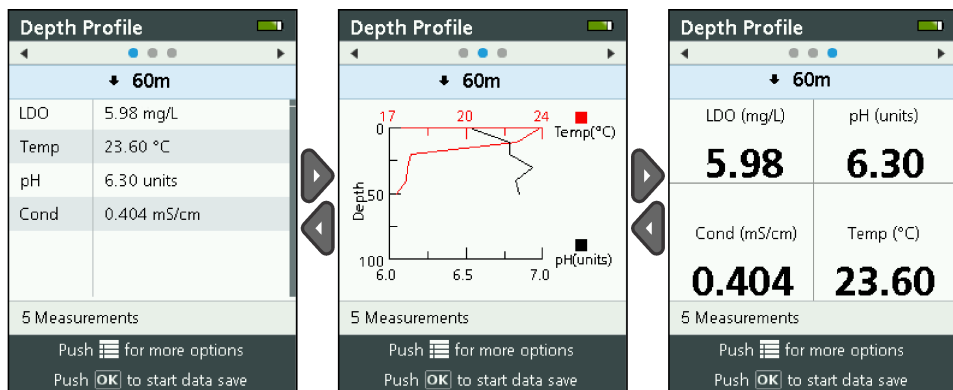 Depth Profile
60m
LDO 5.98 mg/L
Temp 23.60 °C
pH 6.30 units
Cond 0.404 mS/cm
5 Measurements
Push for more options
Push OK to start data save
Depth Profile
60m
17 20 24
Temp(°C)
0
50
100
Depth
6.0 6.5 7.0
pH(units)
5 Measurements
Push for more options
Push OK to start data save
Depth Profile
60m
LDO (mg/L) pH (units)
5.98 6.30
Cond (mS/cm) Temp (°C)
0.404 23.60
5 Measurements
Push for more options
Push OK to start data save